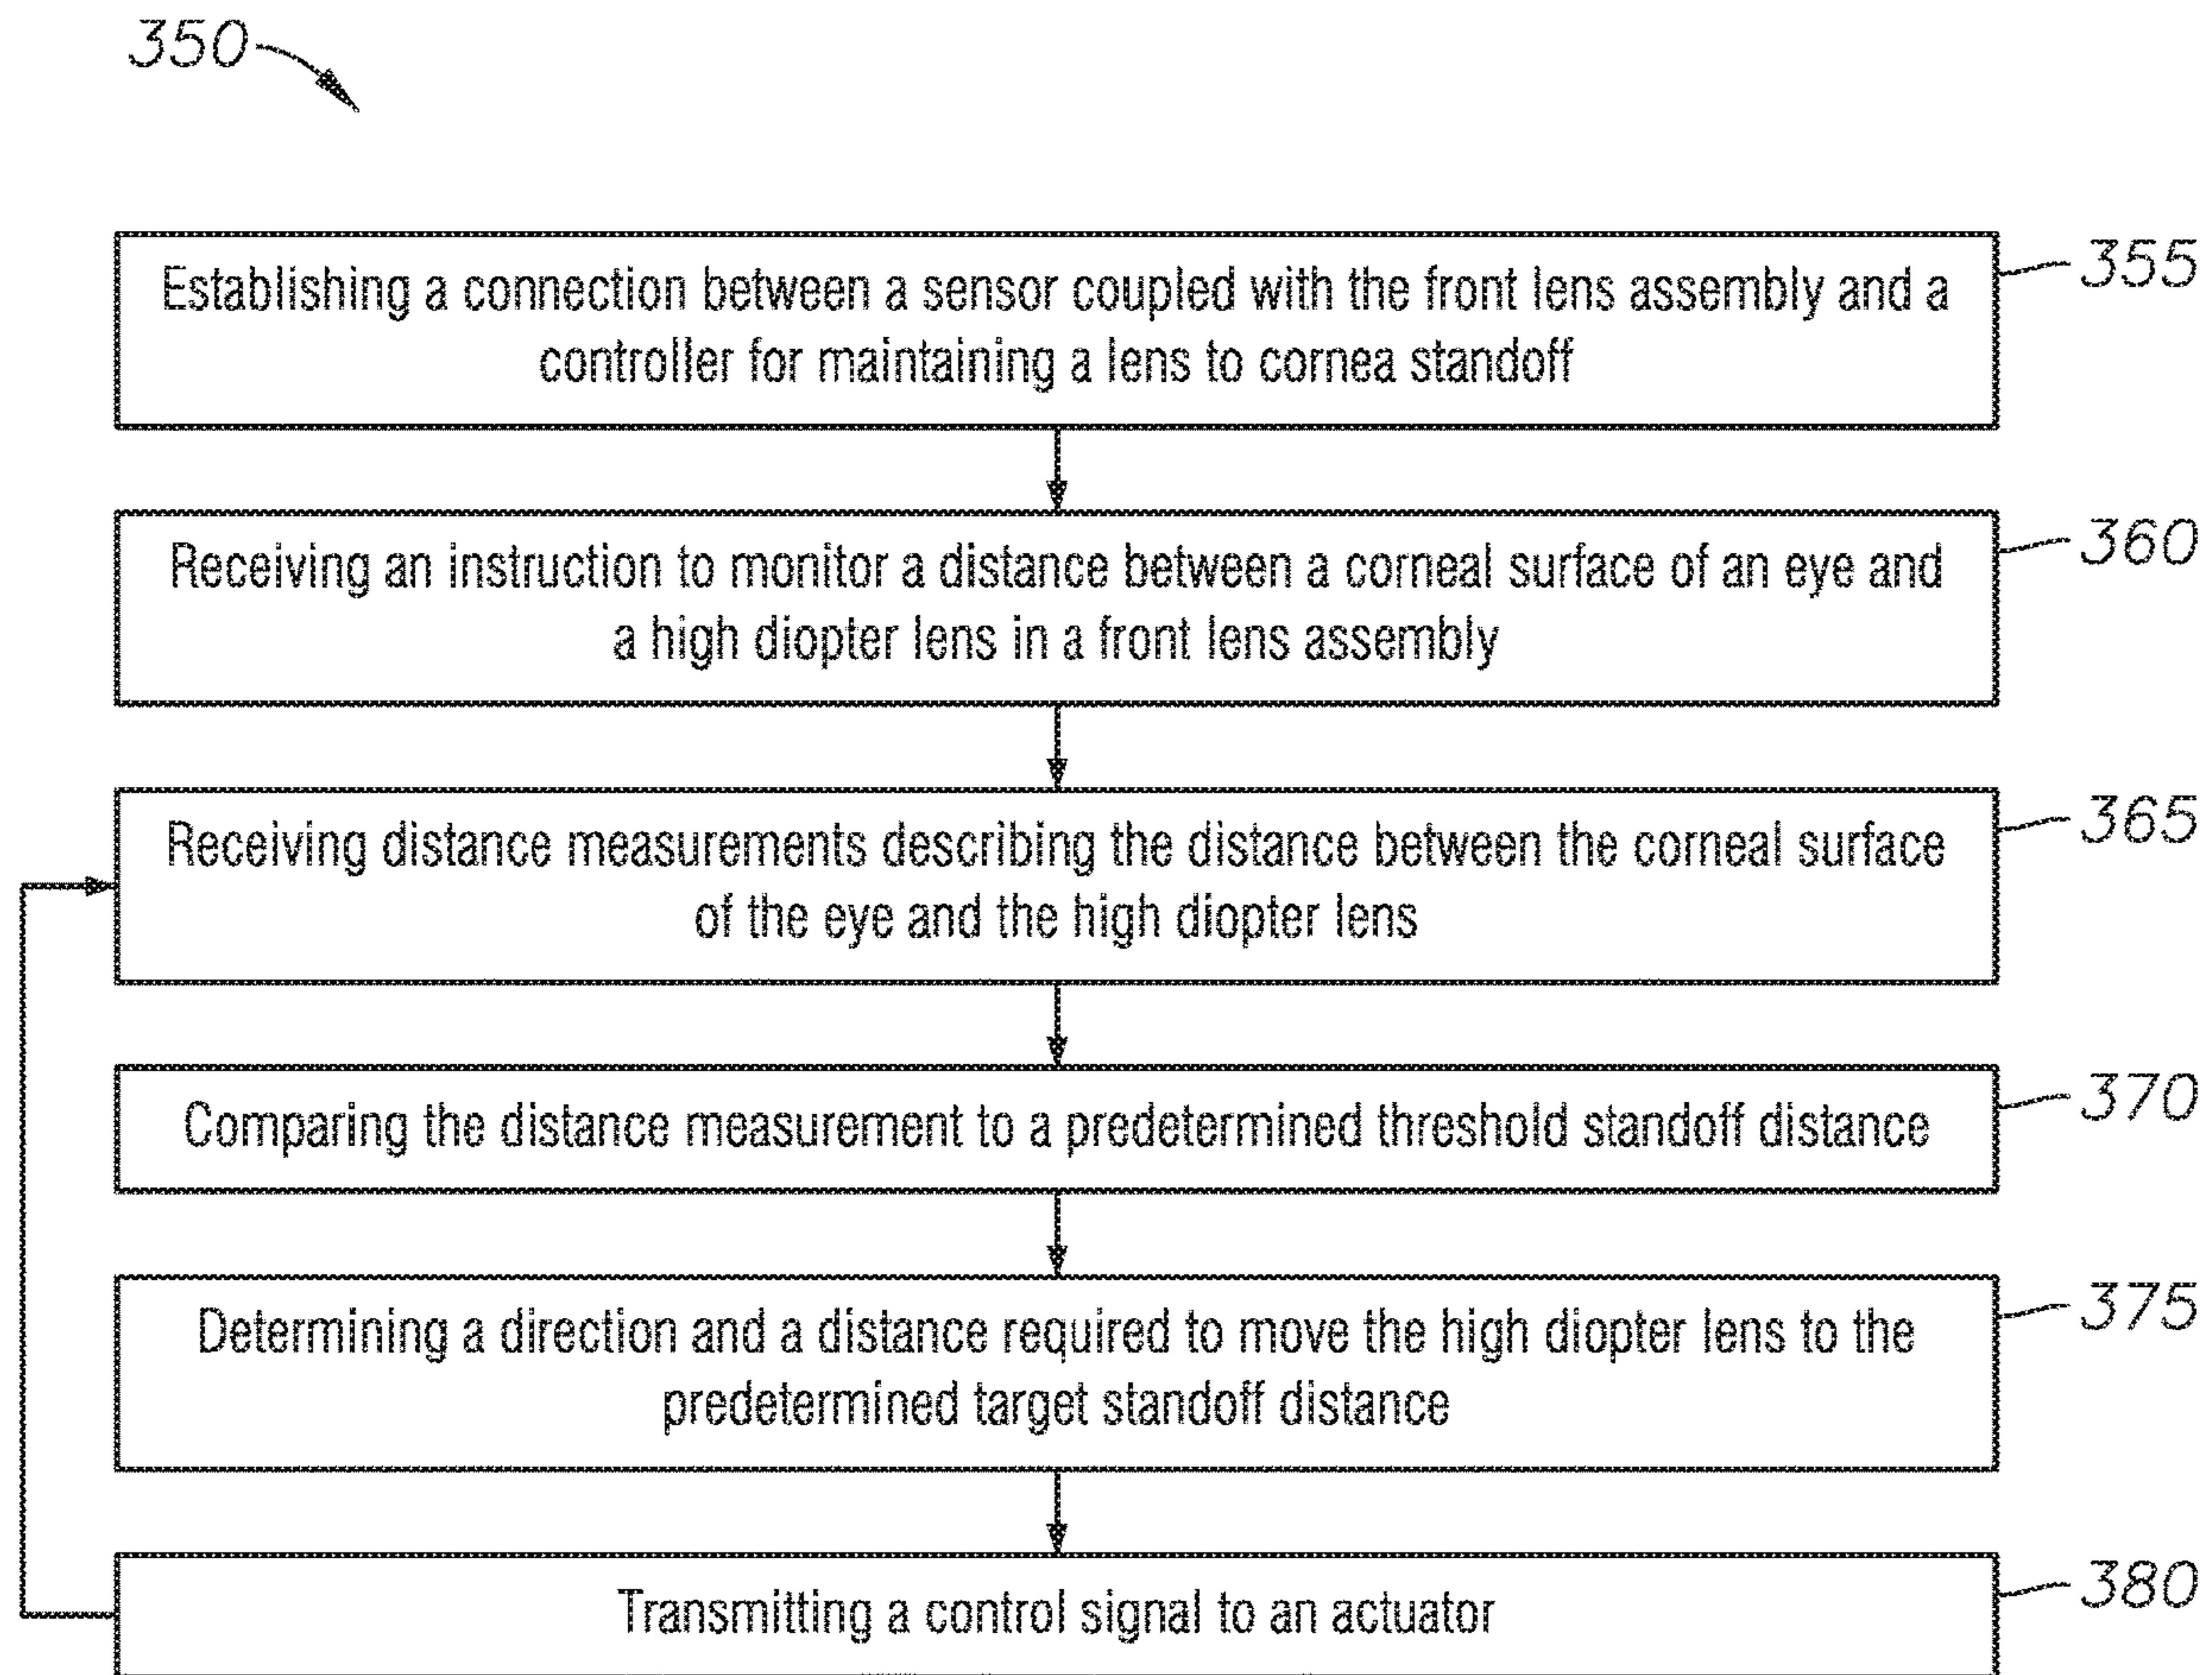 350
Establishing a connection between a sensor coupled with the front lens assembly and a
controller for maintaining a lens to cornea standoff
355
Receiving an instruction to monitor a distance between a corneal surface of an eye and
a high diopter lens in a front lens assembly
360
Receiving distance measurements describing the distance between the corneal surface
of the eye and the high diopter lens
365
Comparing the distance measurement to a predetermined threshold standoff distance
370
Determining a direction and a distance required to move the high diopter lens to the
predetermined target standoff distance
375
Transmitting a control signal to an actuator
380